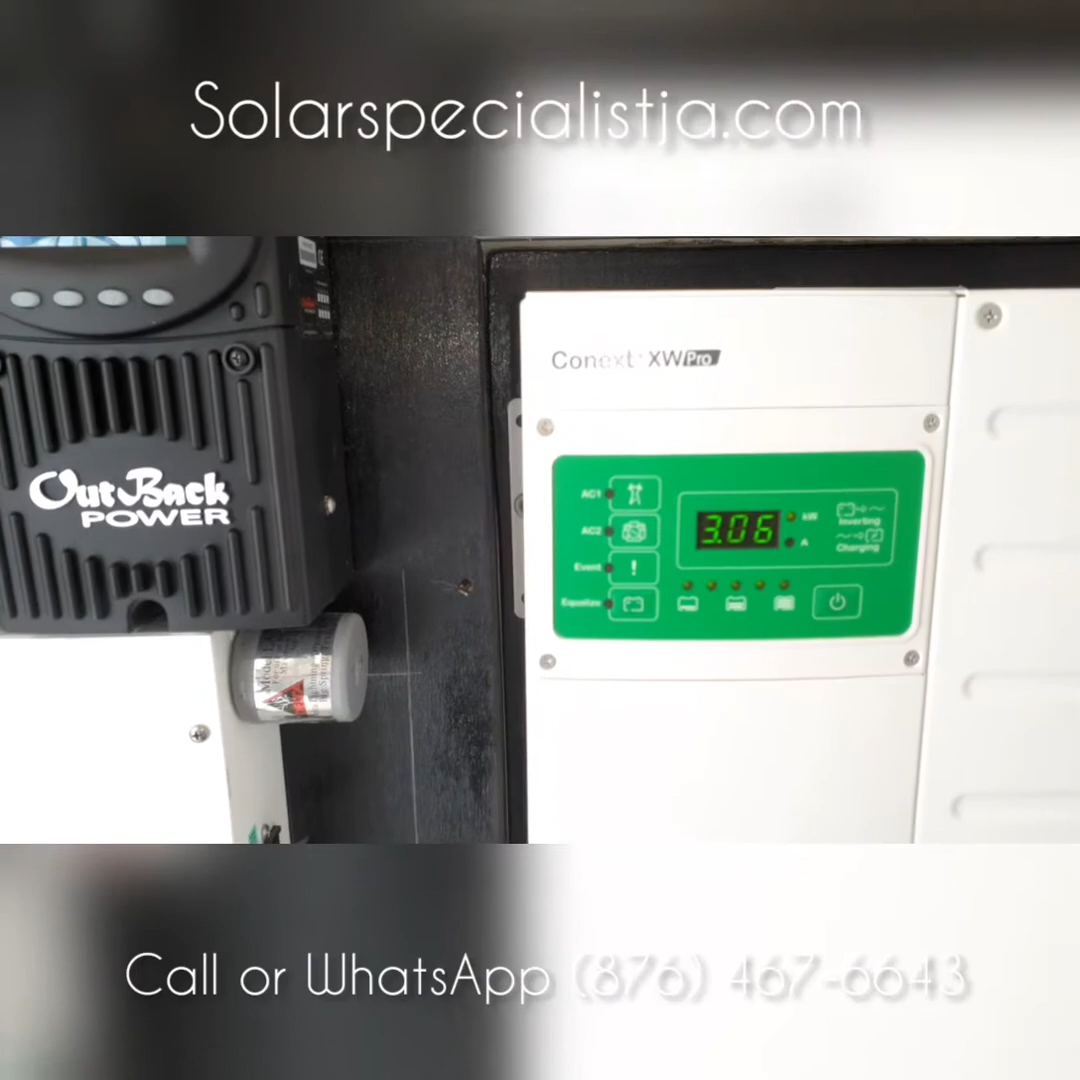 Solarspecialistja.com
Conext XW Pro
OutBack
POWER
AC1
AC2
Event
!
Equalize
3.06
kW
A
Inverting
Charging
Call or WhatsApp (876) 467-6643